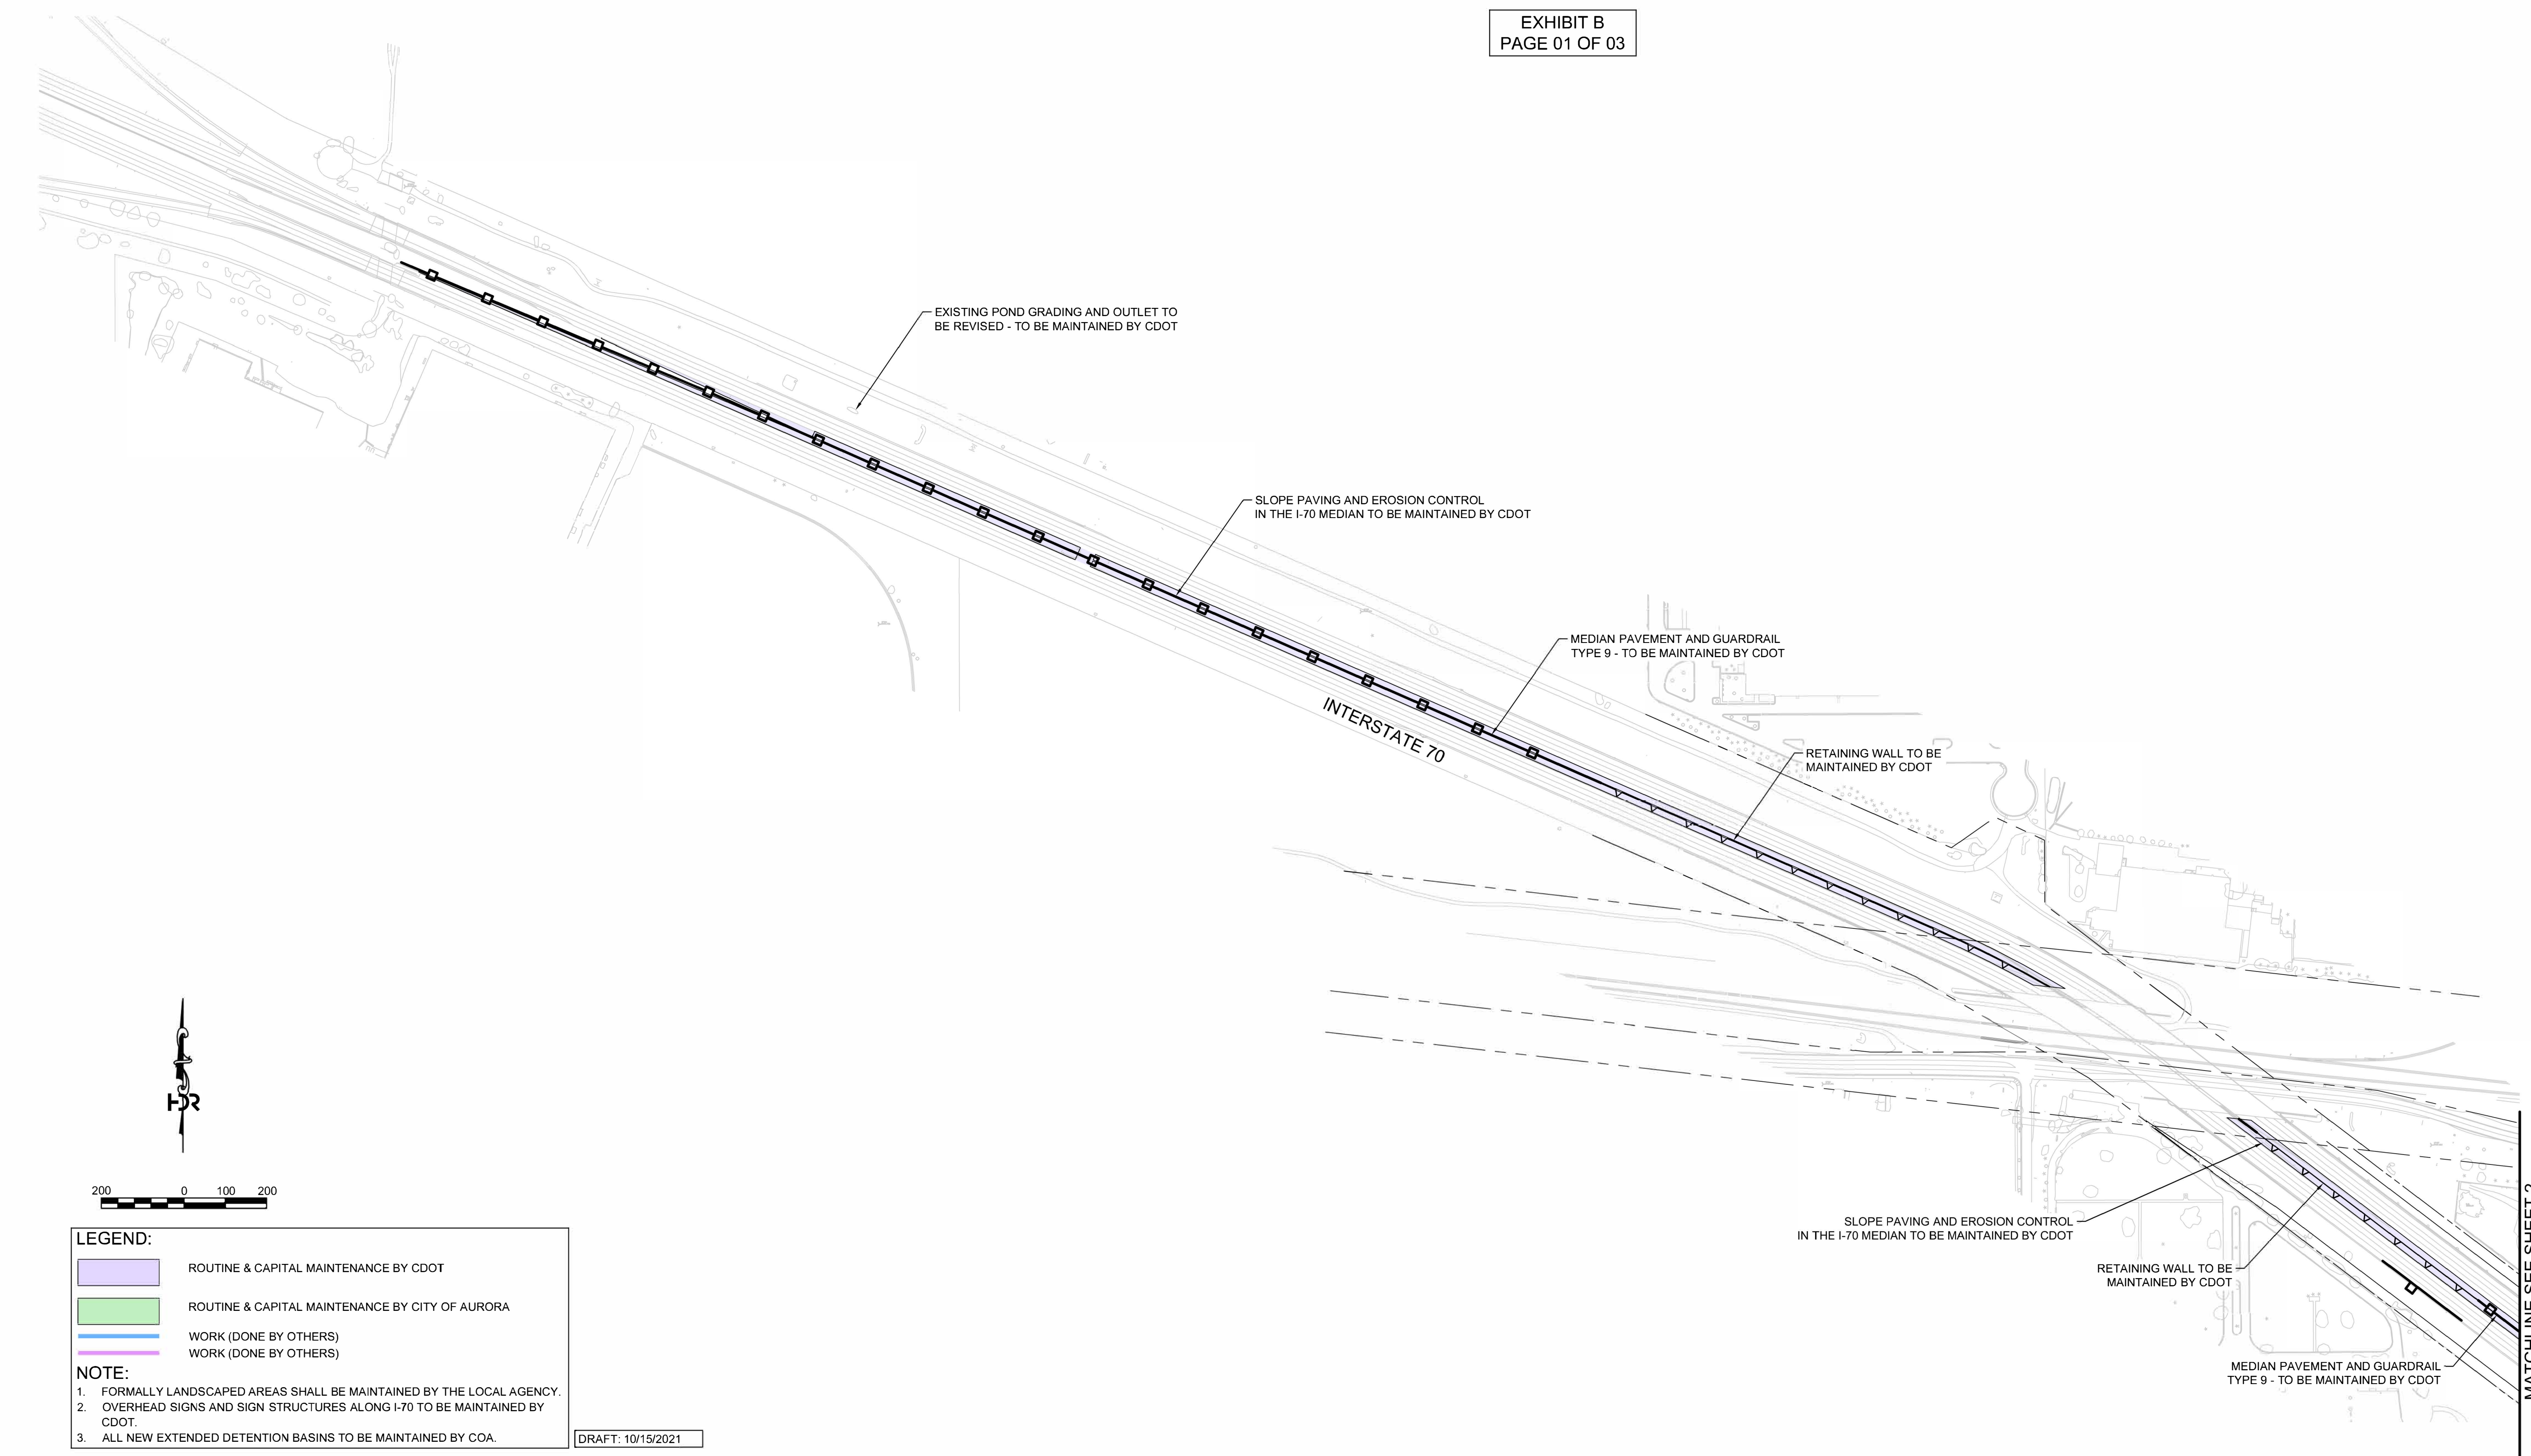 EXHIBIT B
PAGE 01 OF 03
EXISTING POND GRADING AND OUTLET TO
BE REVISED - TO BE MAINTAINED BY CDOT
SLOPE PAVING AND EROSION CONTROL
IN THE I-70 MEDIAN TO BE MAINTAINED BY CDOT
MEDIAN PAVEMENT AND GUARDRAIL
TYPE 9 - TO BE MAINTAINED BY CDOT
INTERSTATE 70
RETAINING WALL TO BE
MAINTAINED BY CDOT
SLOPE PAVING AND EROSION CONTROL
IN THE I-70 MEDIAN TO BE MAINTAINED BY CDOT
RETAINING WALL TO BE
MAINTAINED BY CDOT
MEDIAN PAVEMENT AND GUARDRAIL
TYPE 9 - TO BE MAINTAINED BY CDOT
MATCHLINE SEE SHEET 2
HDR
200 0 100 200
LEGEND:
ROUTINE & CAPITAL MAINTENANCE BY CDOT
ROUTINE & CAPITAL MAINTENANCE BY CITY OF AURORA
WORK (DONE BY OTHERS)
WORK (DONE BY OTHERS)
NOTE:
1. FORMALLY LANDSCAPED AREAS SHALL BE MAINTAINED BY THE LOCAL AGENCY.
2. OVERHEAD SIGNS AND SIGN STRUCTURES ALONG I-70 TO BE MAINTAINED BY
CDOT.
3. ALL NEW EXTENDED DETENTION BASINS TO BE MAINTAINED BY COA.
DRAFT: 10/15/2021